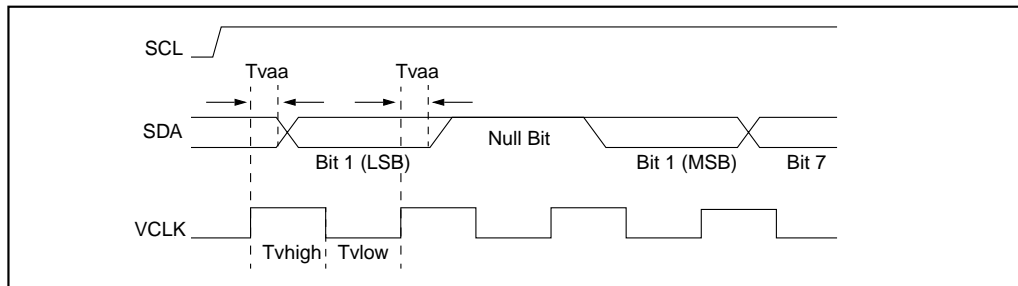 SCL
Tvaa Tvaa
SDA
Null Bit
Bit 1 (LSB) Bit 1 (MSB) Bit 7
VCLK
Tvhigh Tvlow